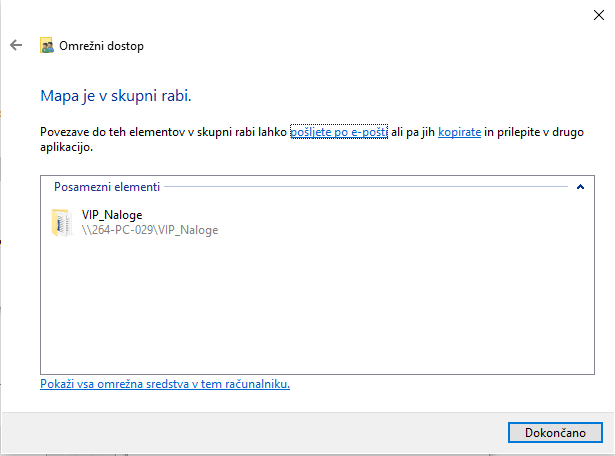 Omrežni dostop
Mapa je v skupni rabi.
Povezave do teh elementov v skupni rabi lahko pošljete po e-pošti ali pa jih kopirate in prilepite v drugo
aplikacijo.
Posamezni elementi
VIP_Naloge
\\264-PC-029\VIP_Naloge
Pokaži vsa omrežna sredstva v tem računalniku.
Dokončano